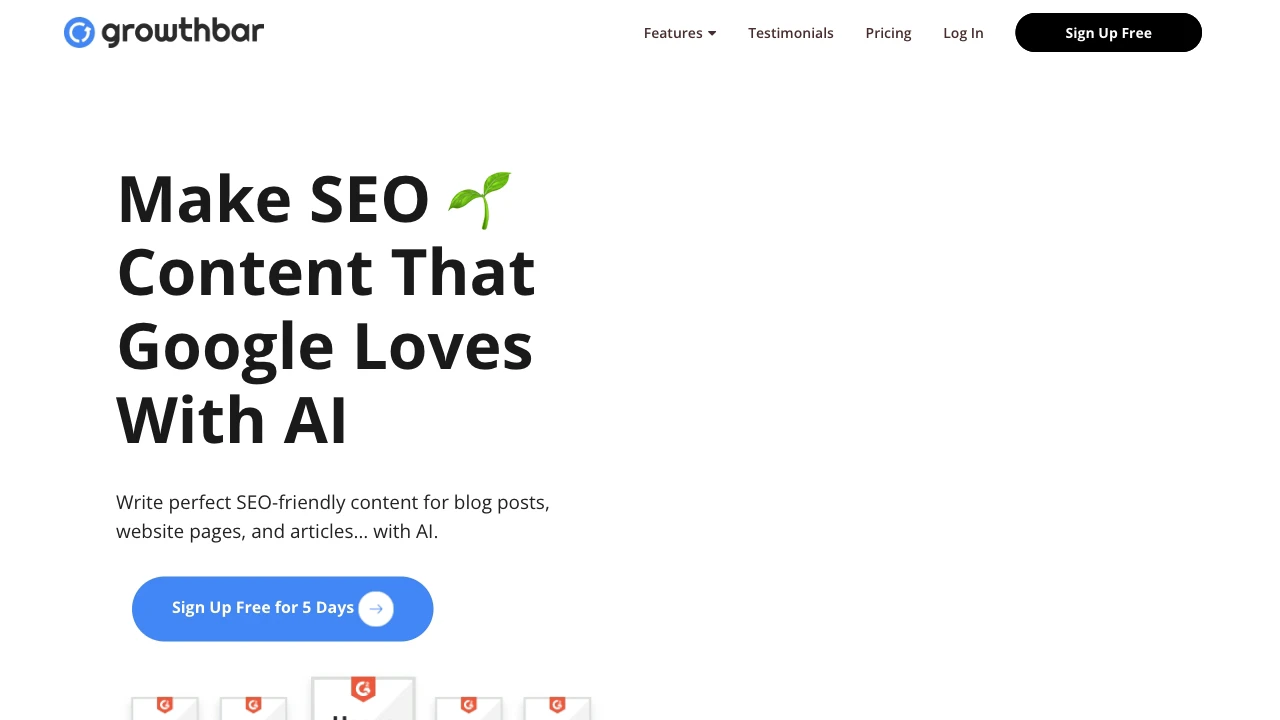 growthbar
Features
Testimonials
Pricing
Log In
Sign Up Free
Make SEO 🌱
Content That
Google Loves
With AI
Write perfect SEO-friendly content for blog posts,
website pages, and articles... with AI.
Sign Up Free for 5 Days